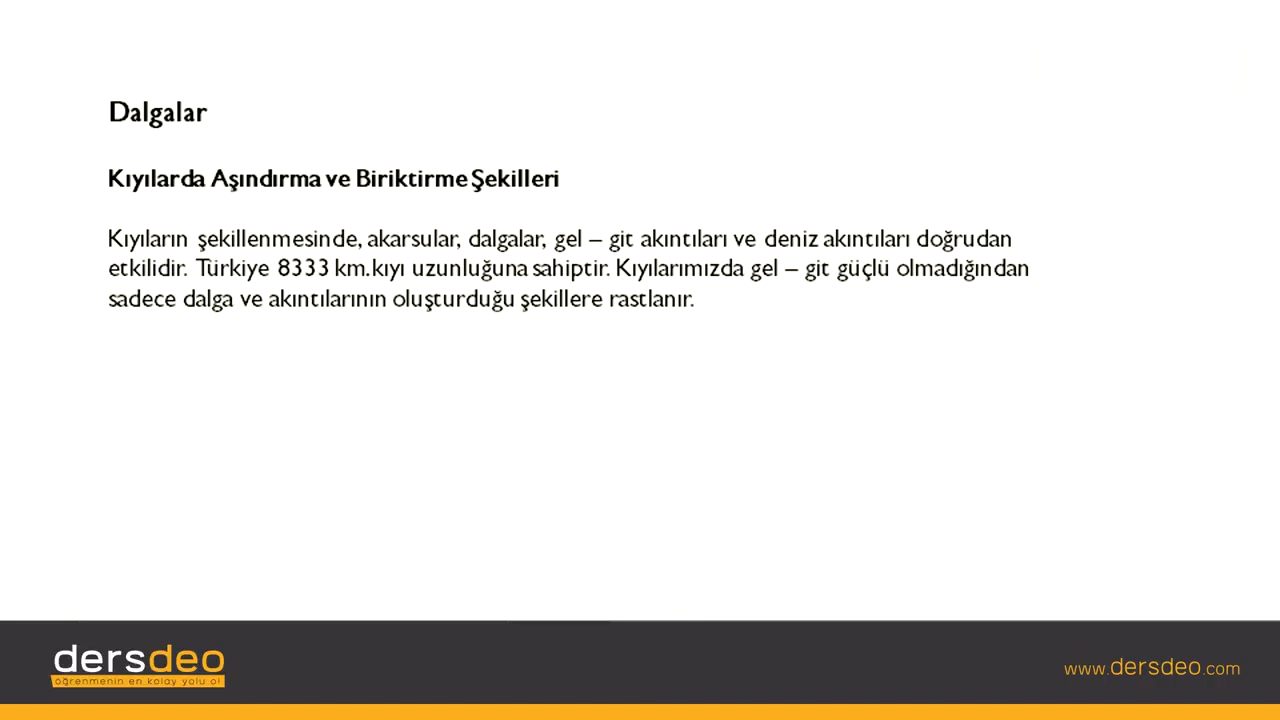 Dalgalar
Kıyılarda Aşındırma ve Biriktirme Şekilleri
Kıyıların şekillenmesinde, akarsular, dalgalar, gel – git akıntıları ve deniz akıntıları doğrudan
etkilidir. Türkiye 8333 km.kıyı uzunluğuna sahiptir. Kıyılarımızda gel – git güçlü olmadığından
sadece dalga ve akıntılarının oluşturduğu şekillere rastlanır.
dersdeo
öğrenmenin en kolay yolu ol
www.dersdeo.com